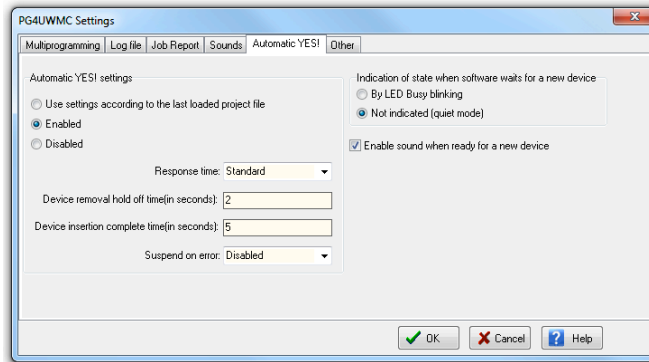 PG4UWMC Settings
Multiprogramming Log file Job Report Sounds Automatic YES! Other
Automatic YES! settings
Use settings according to the last loaded project file
Enabled
Disabled
Response time: Standard
Device removal hold off time(in seconds): 2
Device insertion complete time(in seconds): 5
Suspend on error: Disabled
Indication of state when software waits for a new device
By LED Busy blinking
Not indicated (quiet mode)
Enable sound when ready for a new device
OK Cancel ? Help